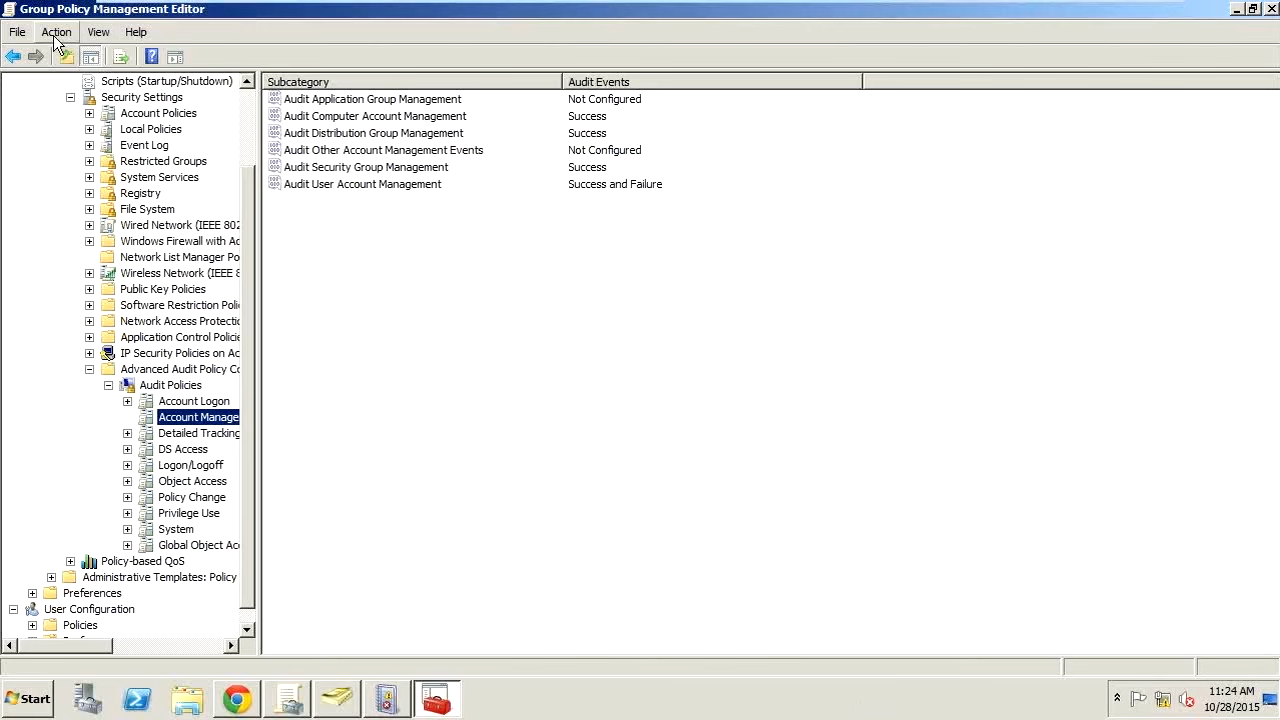 Group Policy Management Editor
File Action View Help
Scripts (Startup/Shutdown)
Security Settings
Account Policies
Local Policies
Event Log
Restricted Groups
System Services
Registry
File System
Wired Network (IEEE 802
Windows Firewall with Ad
Network List Manager Po
Wireless Network (IEEE 8
Public Key Policies
Software Restriction Poli
Network Access Protectio
Application Control Policie
IP Security Policies on Ac
Advanced Audit Policy Co
Audit Policies
Account Logon
Account Manage
Detailed Tracking
DS Access
Logon/Logoff
Object Access
Policy Change
Privilege Use
System
Global Object Acc
Policy-based QoS
Administrative Templates: Policy
Preferences
User Configuration
Policies
Subcategory Audit Events
Audit Application Group Management Not Configured
Audit Computer Account Management Success
Audit Distribution Group Management Success
Audit Other Account Management Events Not Configured
Audit Security Group Management Success
Audit User Account Management Success and Failure
Start
11:24 AM
10/28/2015